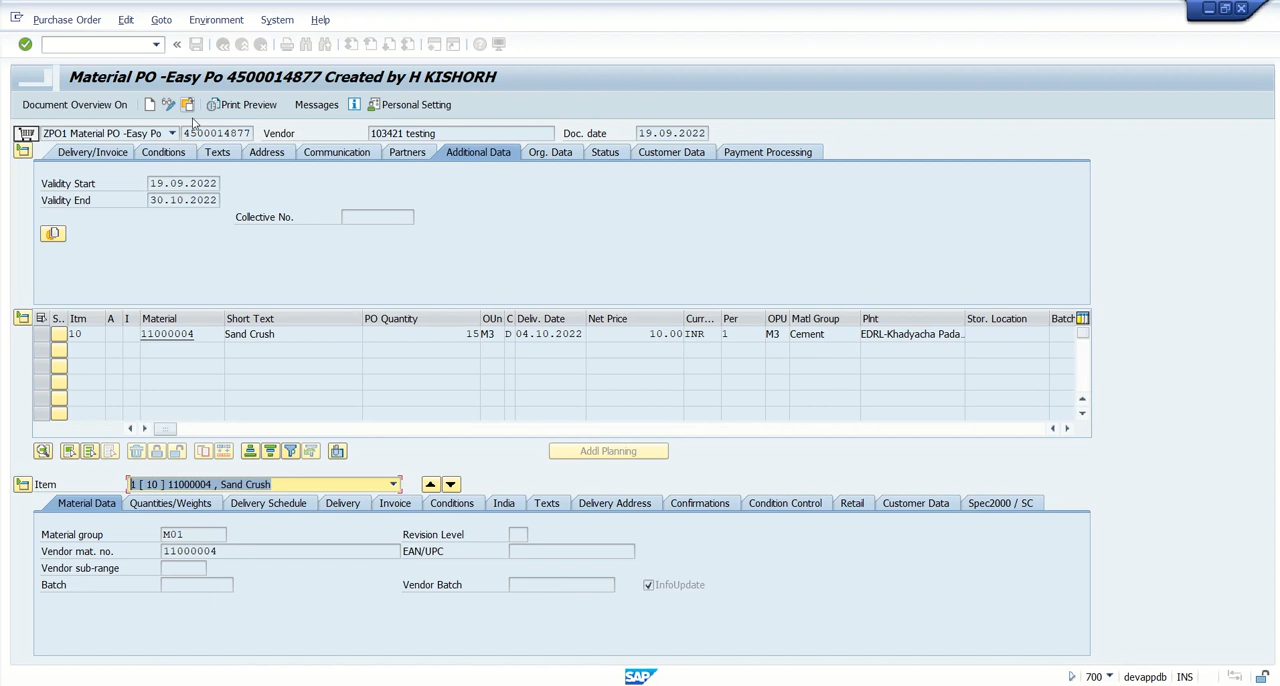 Purchase Order Edit Goto Environment System Help
Material PO -Easy Po 4500014877 Created by H KISHORH
Document Overview On Print Preview Messages Personal Setting
ZPO1 Material PO -Easy Po 4500014877 Vendor 103421 testing Doc. date 19.09.2022
Delivery/Invoice Conditions Texts Address Communication Partners Additional Data Org. Data Status Customer Data Payment Processing
Validity Start 19.09.2022
Validity End 30.10.2022
Collective No.
S.. Itm A I Material Short Text PO Quantity OUn C Deliv. Date Net Price Curr... Per OPU Matl Group Plnt Stor. Location Batch
10 11000004 Sand Crush 15 M3 D 04.10.2022 10.00 INR 1 M3 Cement EDRL-Khadyacha Pada..
Addl Planning
Item 1 [ 10 ] 11000004 , Sand Crush
Material Data Quantities/Weights Delivery Schedule Delivery Invoice Conditions India Texts Delivery Address Confirmations Condition Control Retail Customer Data Spec2000 / SC
Material group M01 Revision Level
Vendor mat. no. 11000004 EAN/UPC
Vendor sub-range
Batch Vendor Batch InfoUpdate
SAP 700 devappdb INS